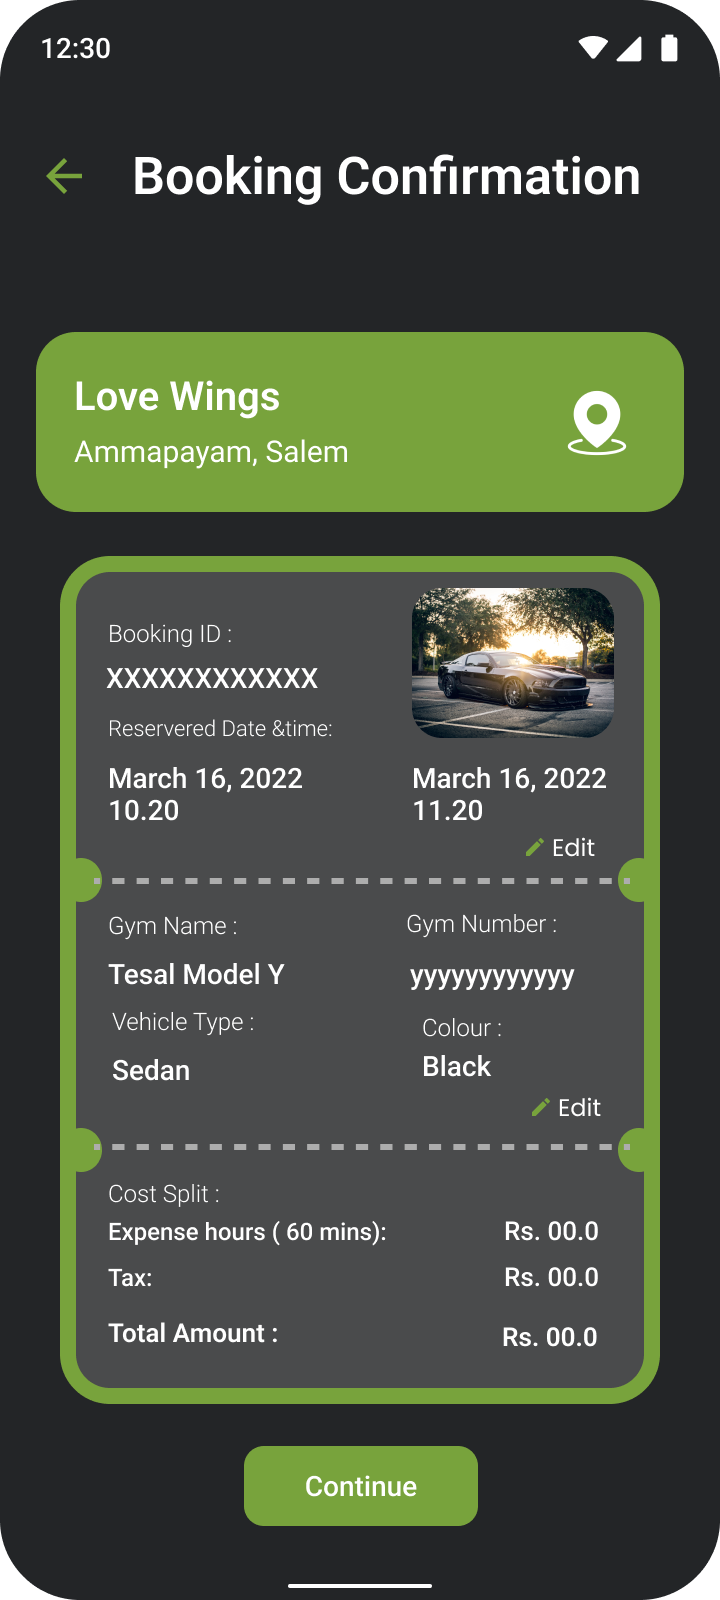 12:30
Booking Confirmation
Love Wings
Ammapayam, Salem
Booking ID :
XXXXXXXXXXXX
Reservered Date &time:
March 16, 2022
10.20
March 16, 2022
11.20
Edit
Gym Name :
Gym Number :
Tesal Model Y
yyyyyyyyyyyy
Vehicle Type :
Colour :
Sedan
Black
Edit
Cost Split :
Expense hours ( 60 mins): Rs. 00.0
Tax: Rs. 00.0
Total Amount : Rs. 00.0
Continue